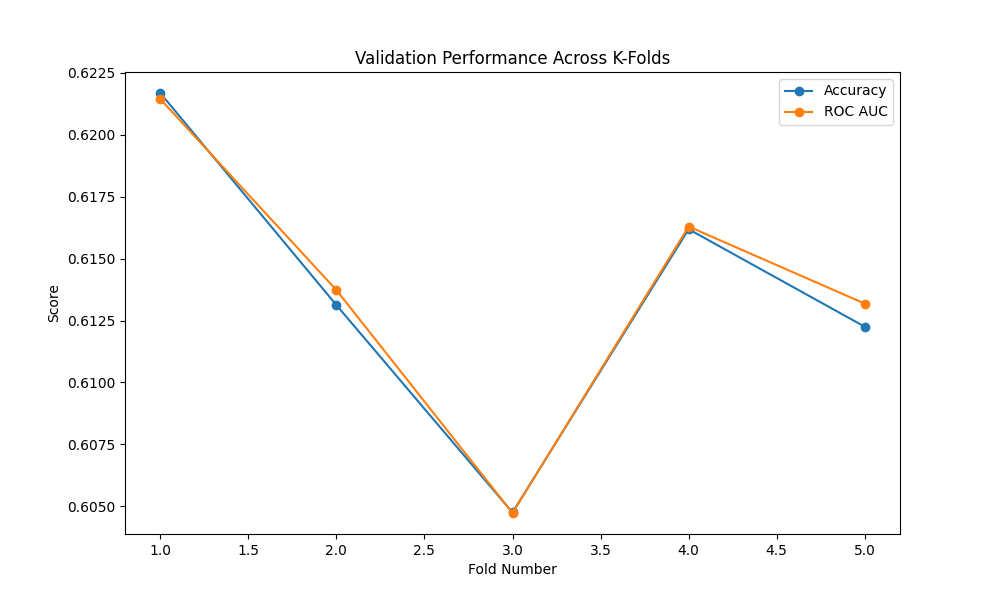 Validation Performance Across K-Folds
Accuracy
ROC AUC
Score
0.6225
0.6200
0.6175
0.6150
0.6125
0.6100
0.6075
0.6050
1.0 1.5 2.0 2.5 3.0 3.5 4.0 4.5 5.0
Fold Number